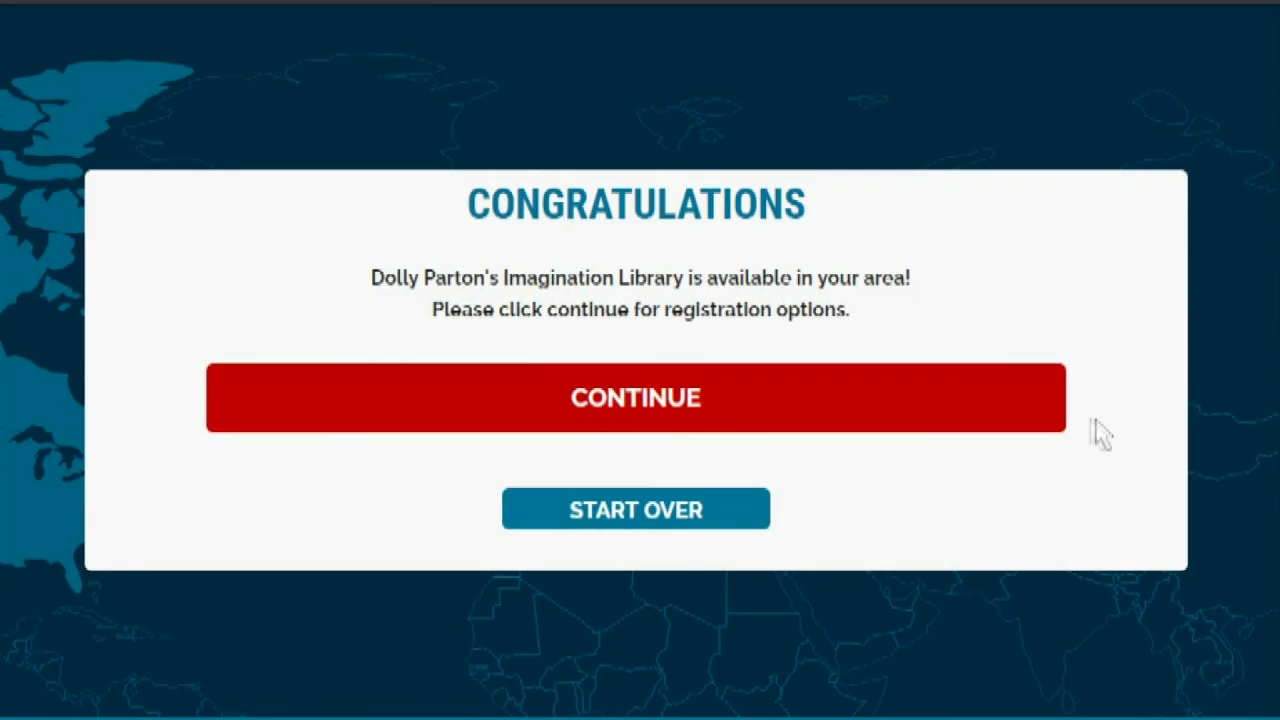 CONGRATULATIONS
Dolly Parton's Imagination Library is available in your area!
Please click continue for registration options.
CONTINUE
START OVER